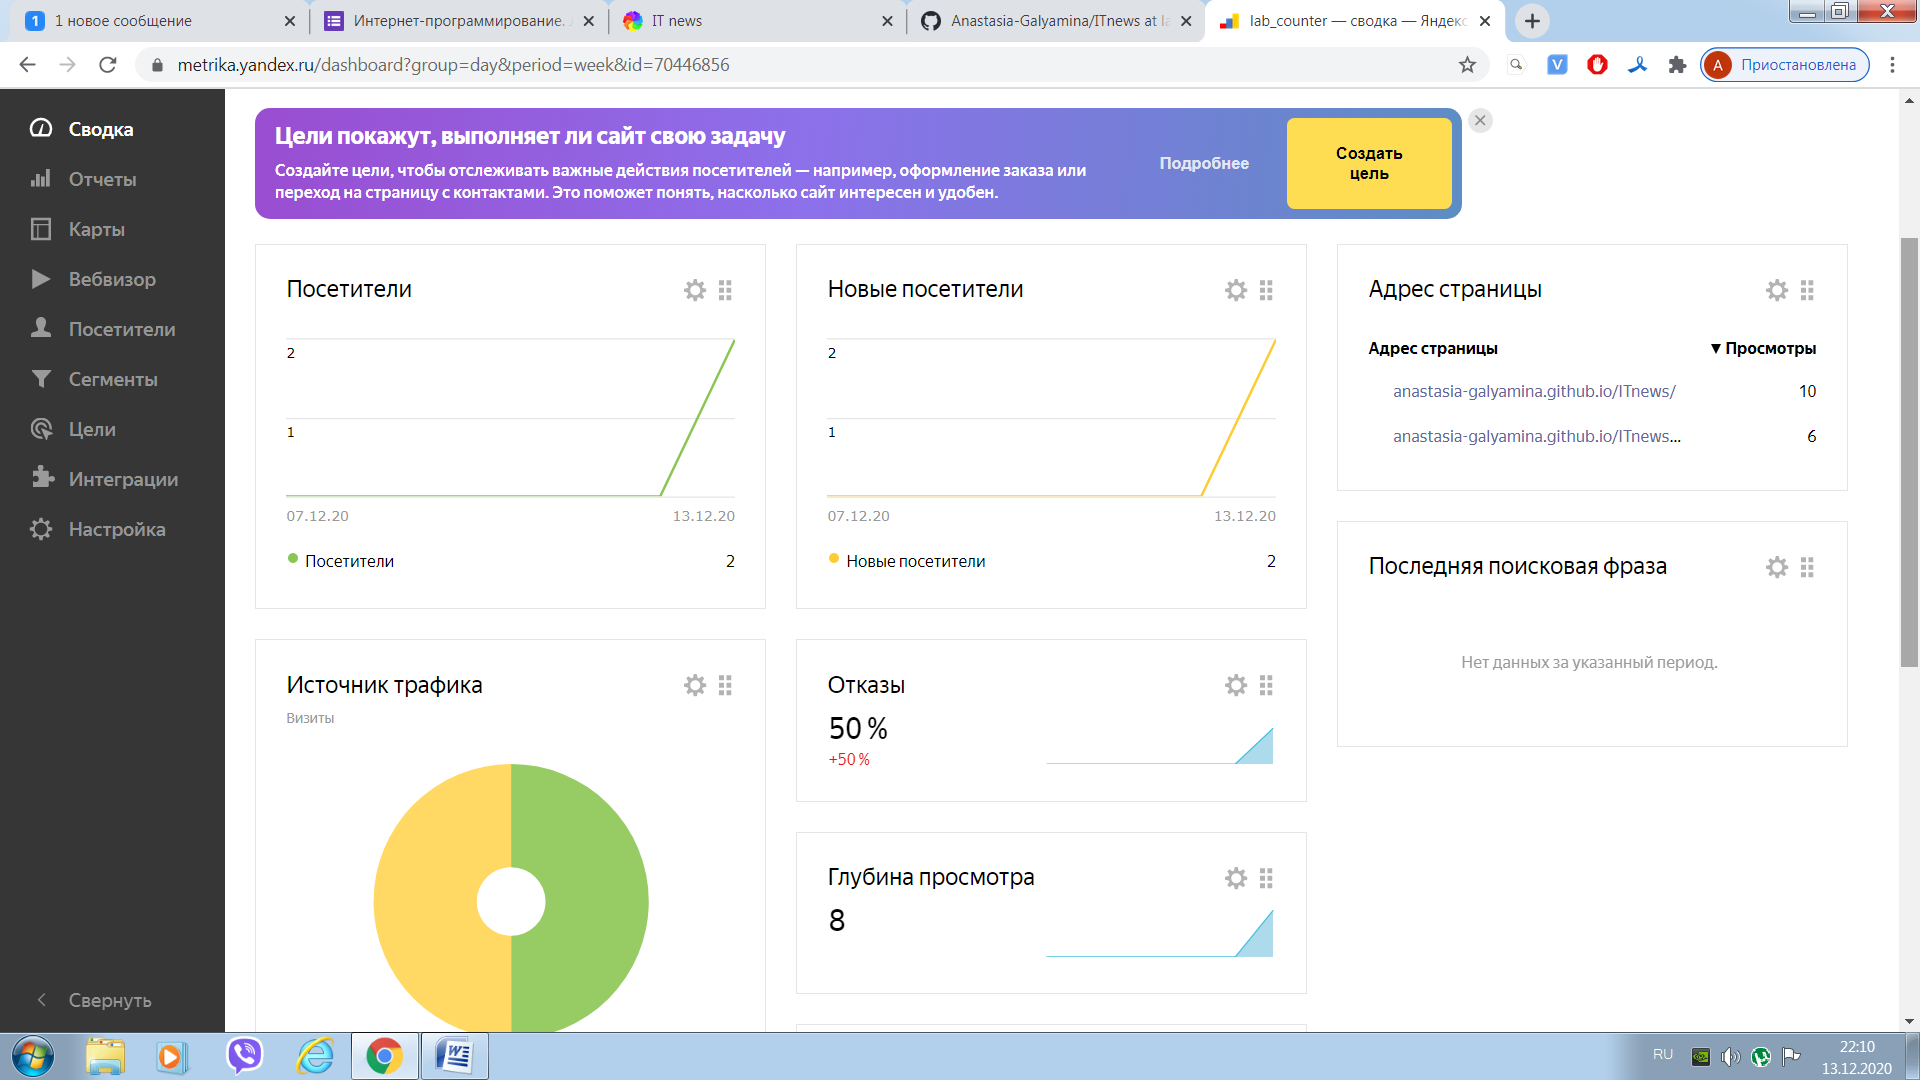 1 новое сообщение
Интернет-программирование.
IT news
Anastasia-Galyamina/ITnews at la
lab_counter — сводка — Яндекс
metrika.yandex.ru/dashboard?group=day&period=week&id=70446856
V
A Приостановлена
Сводка
Отчеты
Карты
Вебвизор
Посетители
Сегменты
Цели
Интеграции
Настройка
Свернуть
Цели покажут, выполняет ли сайт свою задачу
Создайте цели, чтобы отслеживать важные действия посетителей — например, оформление заказа или
переход на страницу с контактами. Это поможет понять, насколько сайт интересен и удобен.
Подробнее
Создать
цель
Посетители
2
1
07.12.20 13.12.20
Посетители 2
Новые посетители
2
1
07.12.20 13.12.20
Новые посетители 2
Адрес страницы
Адрес страницы ▼ Просмотры
anastasia-galyamina.github.io/ITnews/ 10
anastasia-galyamina.github.io/ITnews... 6
Последняя поисковая фраза
Нет данных за указанный период.
Источник трафика
Визиты
Отказы
50 %
+50 %
Глубина просмотра
8
RU
22:10
13.12.2020